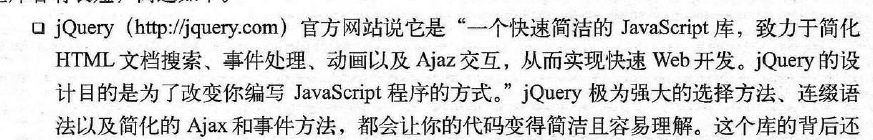 □ jQuery（http://jquery.com）官方网站说它是“一个快速简洁的 JavaScript 库，致力于简化
HTML 文档搜索、事件处理、动画以及 Ajaz 交互，从而实现快速 Web 开发。jQuery 的设
计目的是为了改变你编写 JavaScript 程序的方式。”jQuery 极为强大的选择方法、连缀语
法以及简化的 Ajax 和事件方法，都会让你的代码变得简洁且容易理解。这个库的背后还